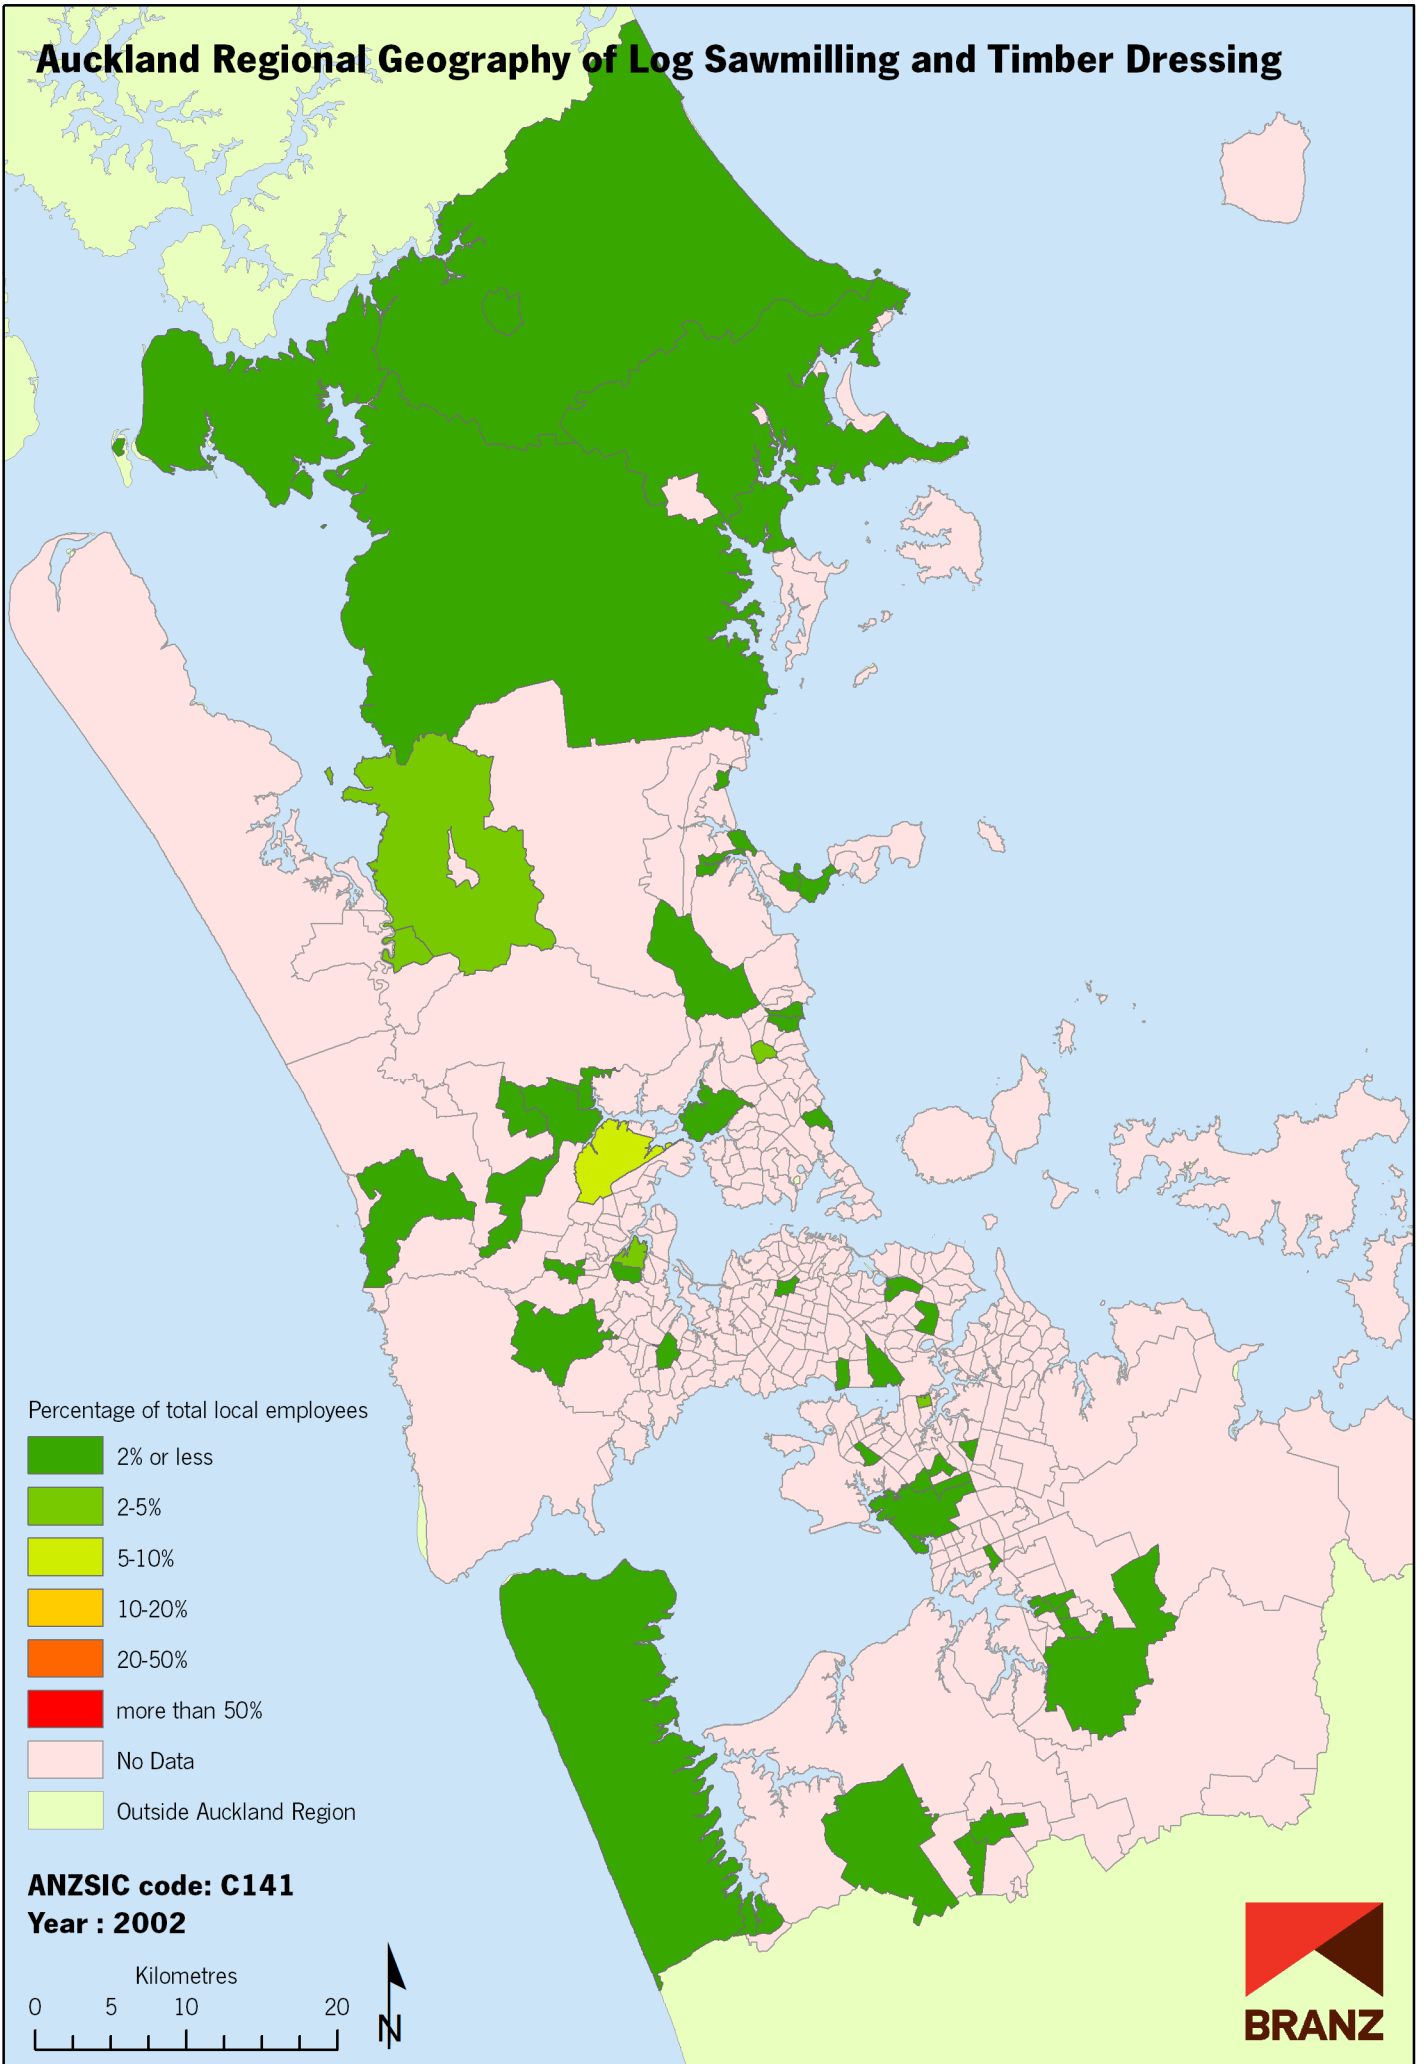 Auckland Regional Geography of Log Sawmilling and Timber Dressing
Percentage of total local employees
2% or less
2-5%
5-10%
10-20%
20-50%
more than 50%
No Data
Outside Auckland Region
ANZSIC code: C141
Year : 2002
Kilometres
0 5 10 20
N
BRANZ